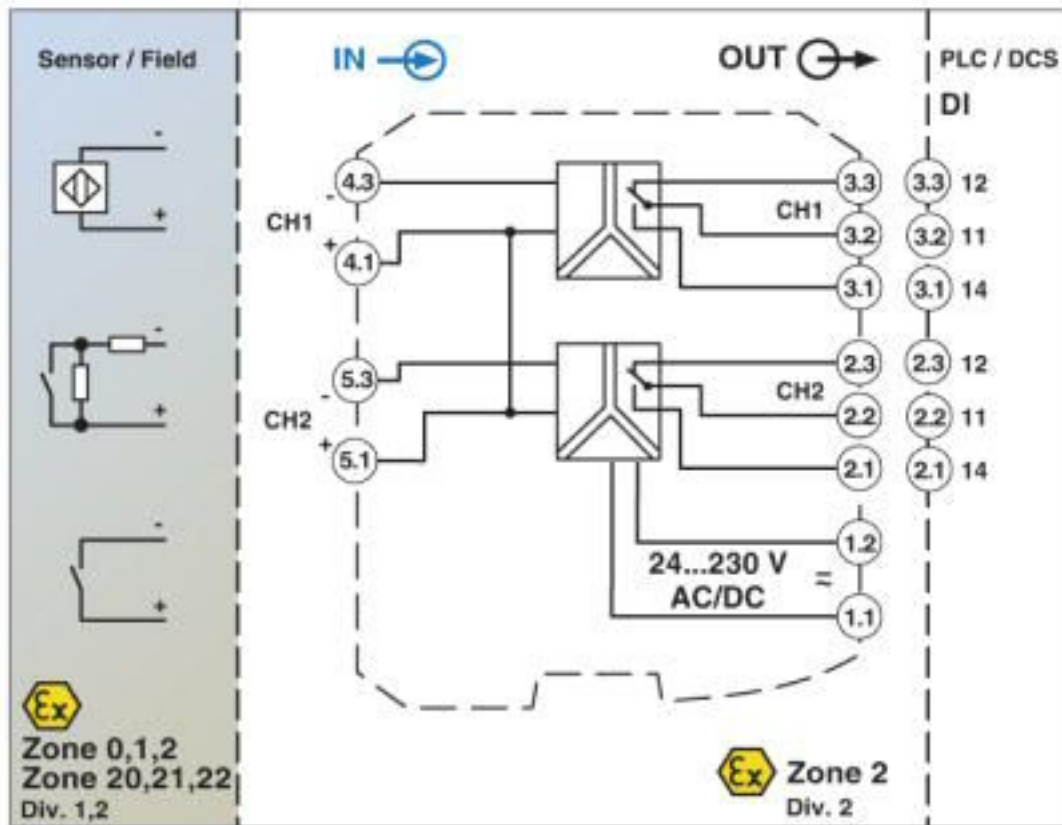 Sensor / Field
IN
OUT
PLC / DCS
DI
-
+
-
+
-
+
4.3
-
CH1
+
4.1
5.3
-
CH2
+
5.1
3.3
CH1
3.2
3.1
2.3
CH2
2.2
2.1
24...230 V
AC/DC
=
≈
1.2
1.1
3.3 12
3.2 11
3.1 14
2.3 12
2.2 11
2.1 14
Ex
Zone 0,1,2
Zone 20,21,22
Div. 1,2
Ex Zone 2
Div. 2